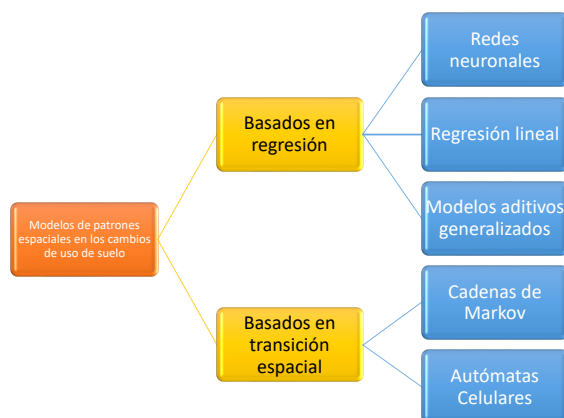 Modelos de patrones
espaciales en los cambios
de uso de suelo
Basados en
regresión
Redes
neuronales
Regresión lineal
Modelos aditivos
generalizados
Basados en
transición
espacial
Cadenas de
Markov
Autómatas
Celulares